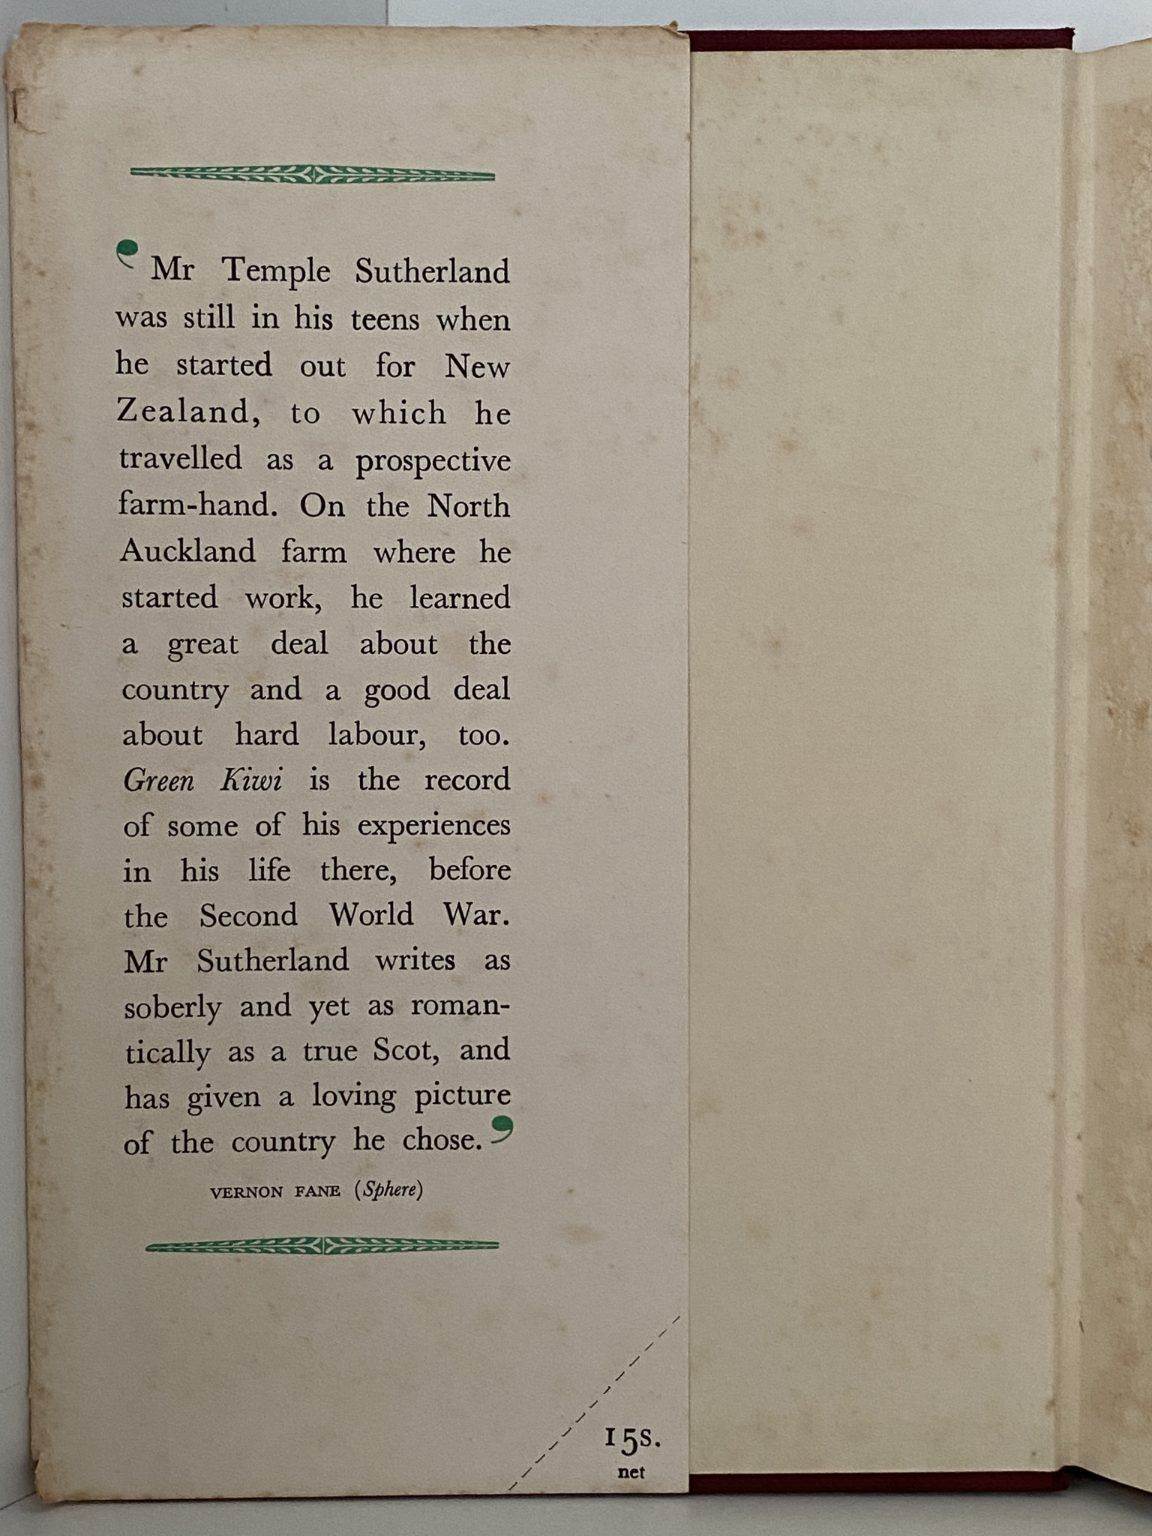 ‘ Mr Temple Sutherland
was still in his teens when
he started out for New
Zealand, to which he
travelled as a prospective
farm-hand. On the North
Auckland farm where he
started work, he learned
a great deal about the
country and a good deal
about hard labour, too.
Green Kiwi is the record
of some of his experiences
in his life there, before
the Second World War.
Mr Sutherland writes as
soberly and yet as roman-
tically as a true Scot, and
has given a loving picture
of the country he chose.’
VERNON FANE (Sphere)
15s.
net